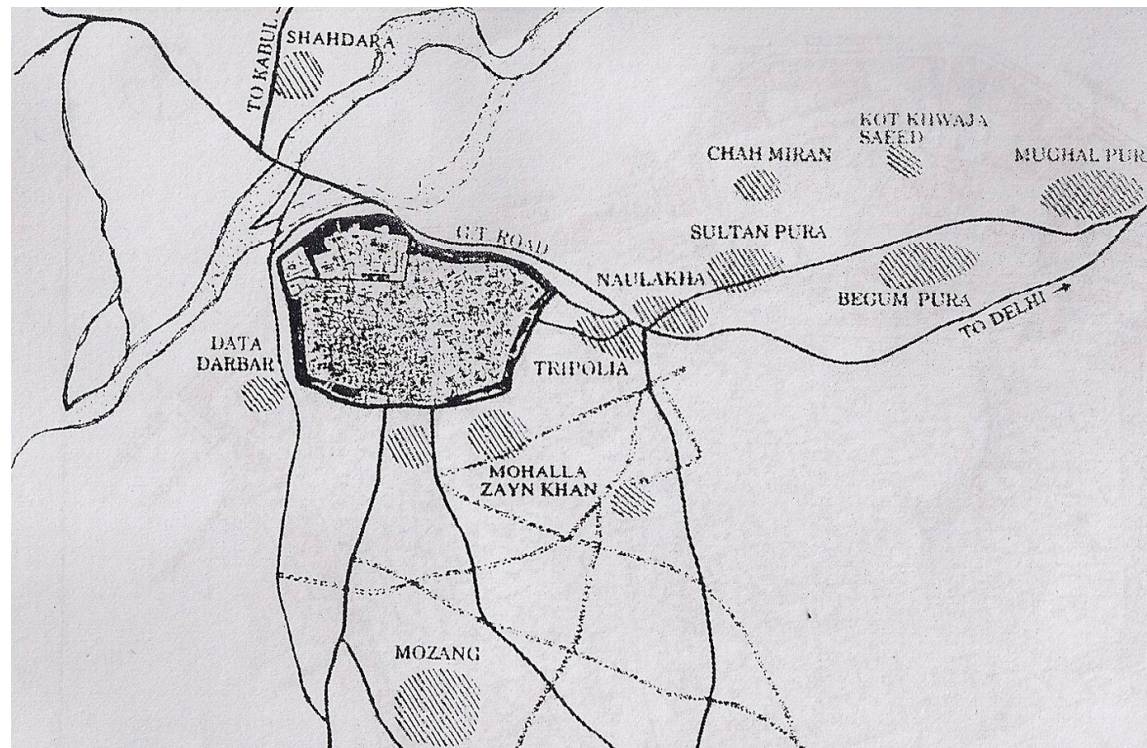 SHAHDARA
TO KABUL
KOT KHWAJA
SAEED
CHAH MIRAN
MUGHAL PUR
G.T. ROAD
SULTAN PURA
NAULAKHA
BEGUM PURA
TO DELHI →
DATA
DARBAR
TRIPOLIA
MOHALLA
ZAYN KHAN
MOZANG